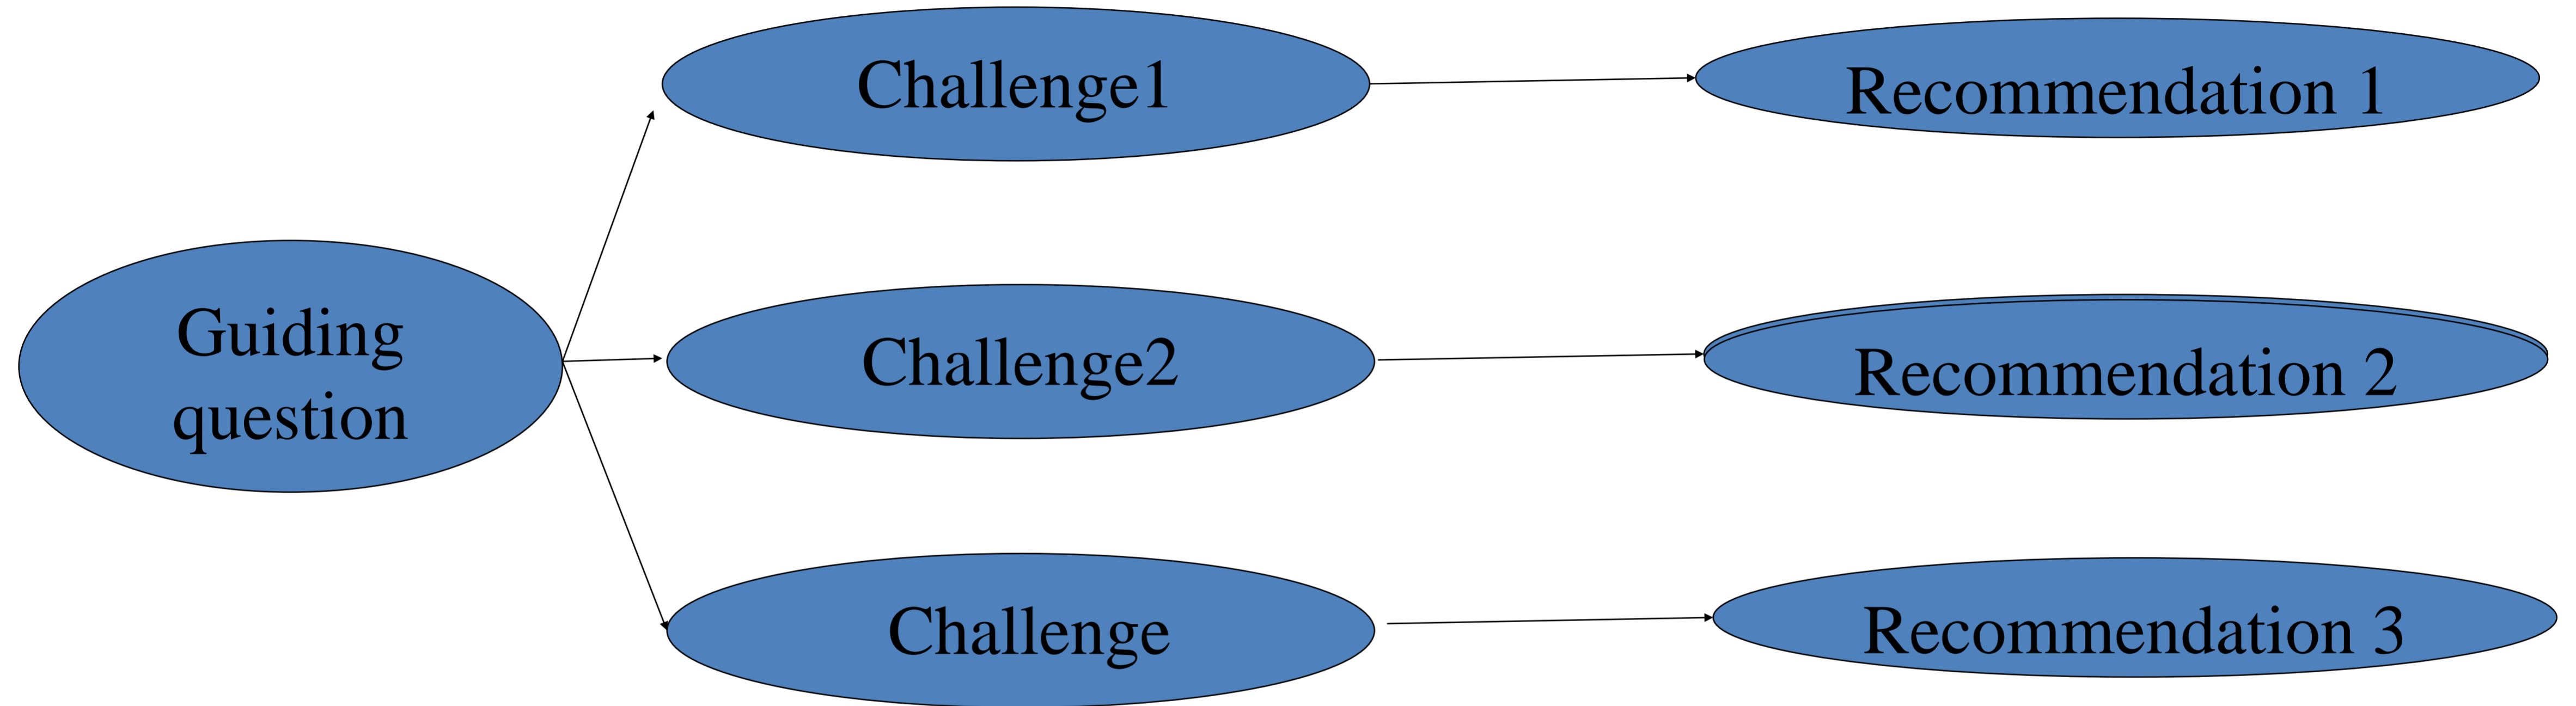 Challenge1
Recommendation 1
Guiding
question
Challenge2
Recommendation 2
Challenge
Recommendation 3